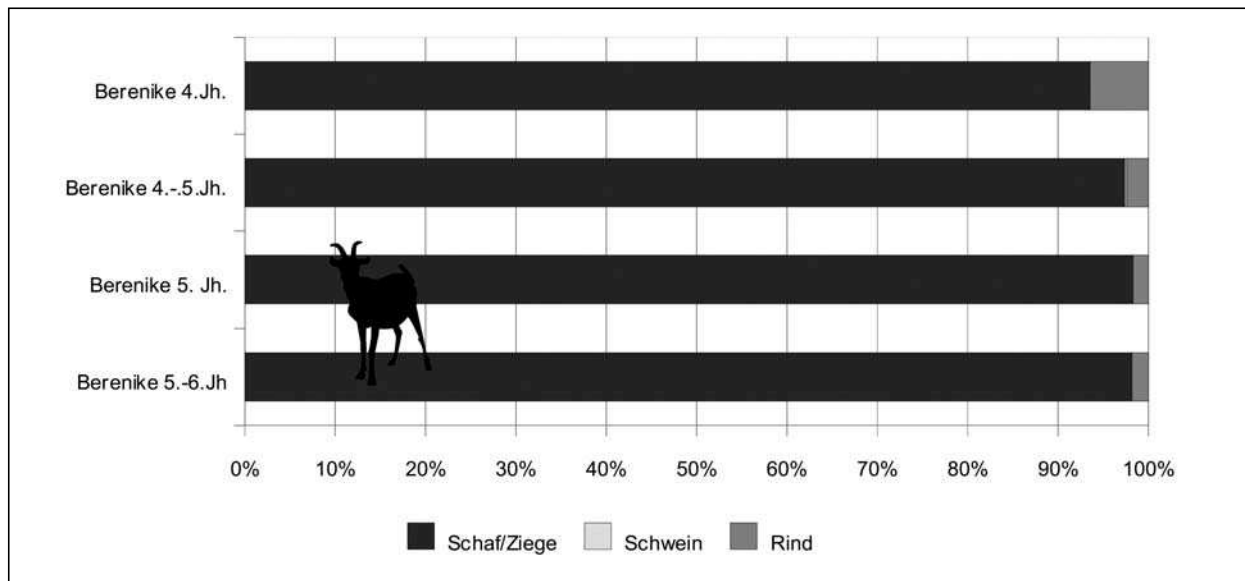 Berenike 4.Jh.
Berenike 4.-.5.Jh.
Berenike 5. Jh.
Berenike 5.-6.Jh
0% 10% 20% 30% 40% 50% 60% 70% 80% 90% 100%
Schaf/Ziege Schwein Rind